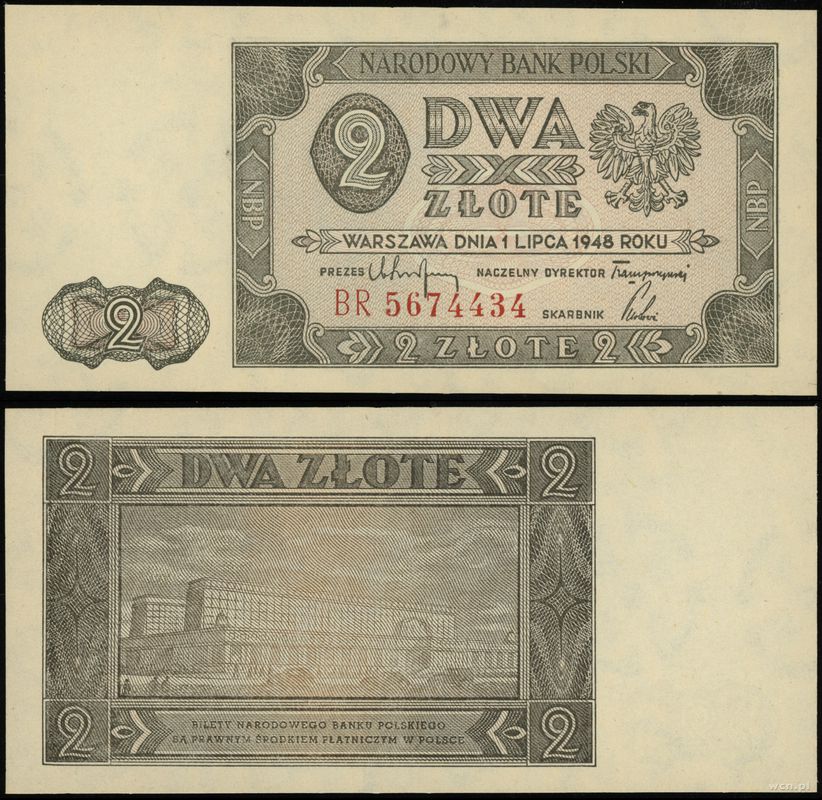 NARODOWY BANK POLSKI
2 DWA
ZŁOTE
NBP
NBP
WARSZAWA DNIA 1 LIPCA 1948 ROKU
PREZES NACZELNY DYREKTOR
BR 5674434 SKARBNIK
2
2 ZŁOTE 2
2 DWA ZŁOTE 2
2 BILETY NARODOWEGO BANKU POLSKIEGO 2
SĄ PRAWNYM ŚRODKIEM PŁATNICZYM W POLSCE
wcn.pl